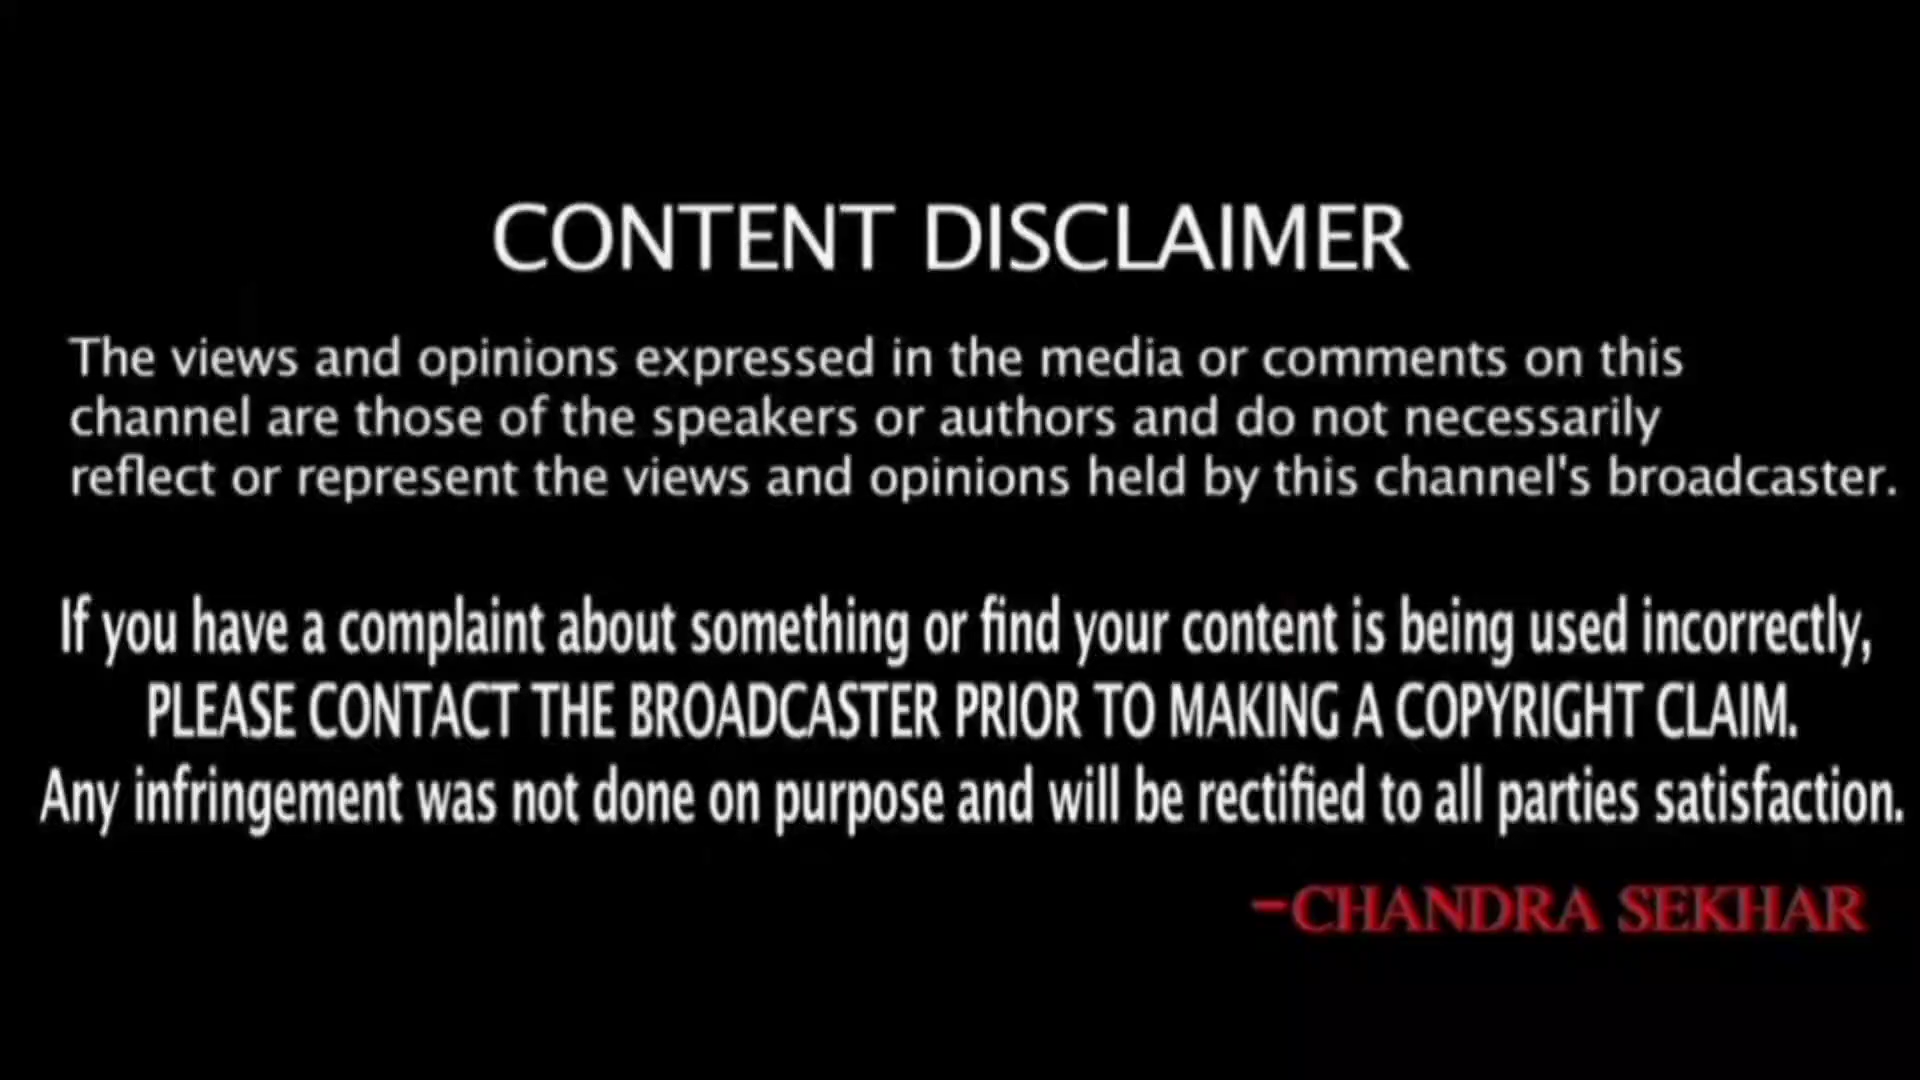 CONTENT DISCLAIMER
The views and opinions expressed in the media or comments on this
channel are those of the speakers or authors and do not necessarily
reflect or represent the views and opinions held by this channel's broadcaster.
If you have a complaint about something or find your content is being used incorrectly,
PLEASE CONTACT THE BROADCASTER PRIOR TO MAKING A COPYRIGHT CLAIM.
Any infringement was not done on purpose and will be rectified to all parties satisfaction.
-CHANDRA SEKHAR